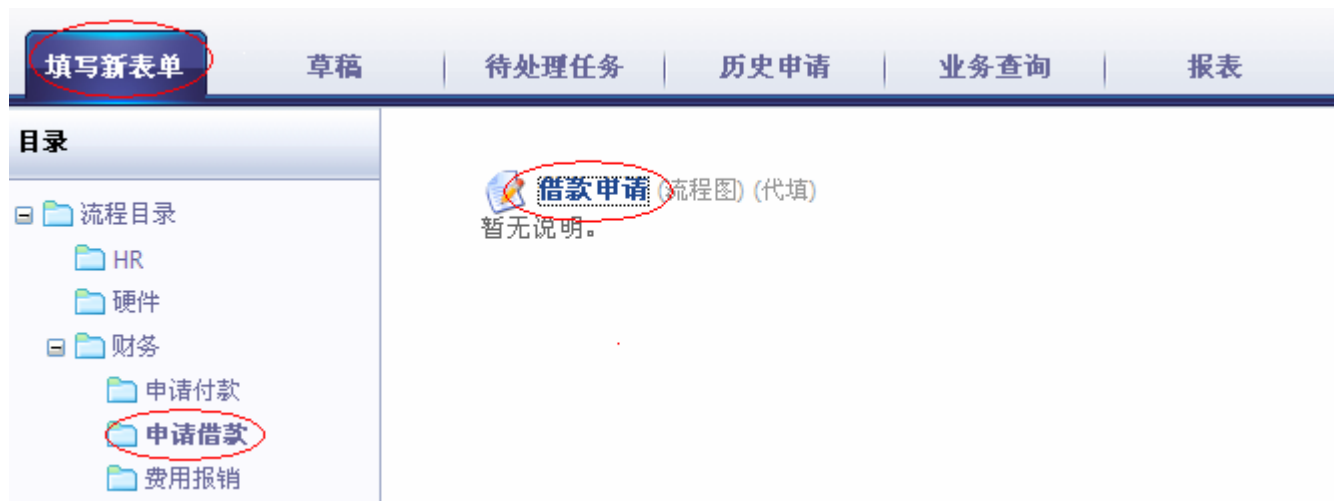 填写新表单 草稿 待处理任务 历史申请 业务查询 报表
目录
借款申请 (流程图) (代填)
暂无说明。
流程目录
HR
硬件
财务
申请付款
申请借款
费用报销